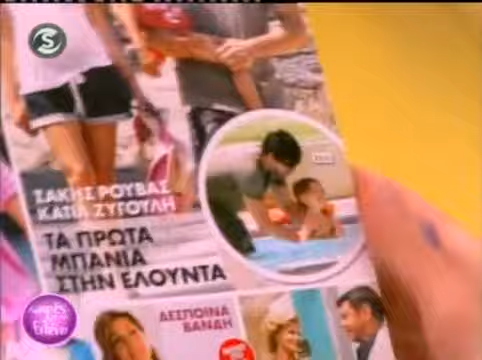 ΣΑΚΗΣ ΡΟΥΒΑΣ
ΚΑΤΙΑ ΖΥΓΟΥΛΗ
ΤΑ ΠΡΩΤΑ
ΜΠΑΝΙΑ
ΣΤΗΝ ΕΛΟΥΝΤΑ
ΔΕΣΠΟΙΝΑ
ΒΑΝΔΗ